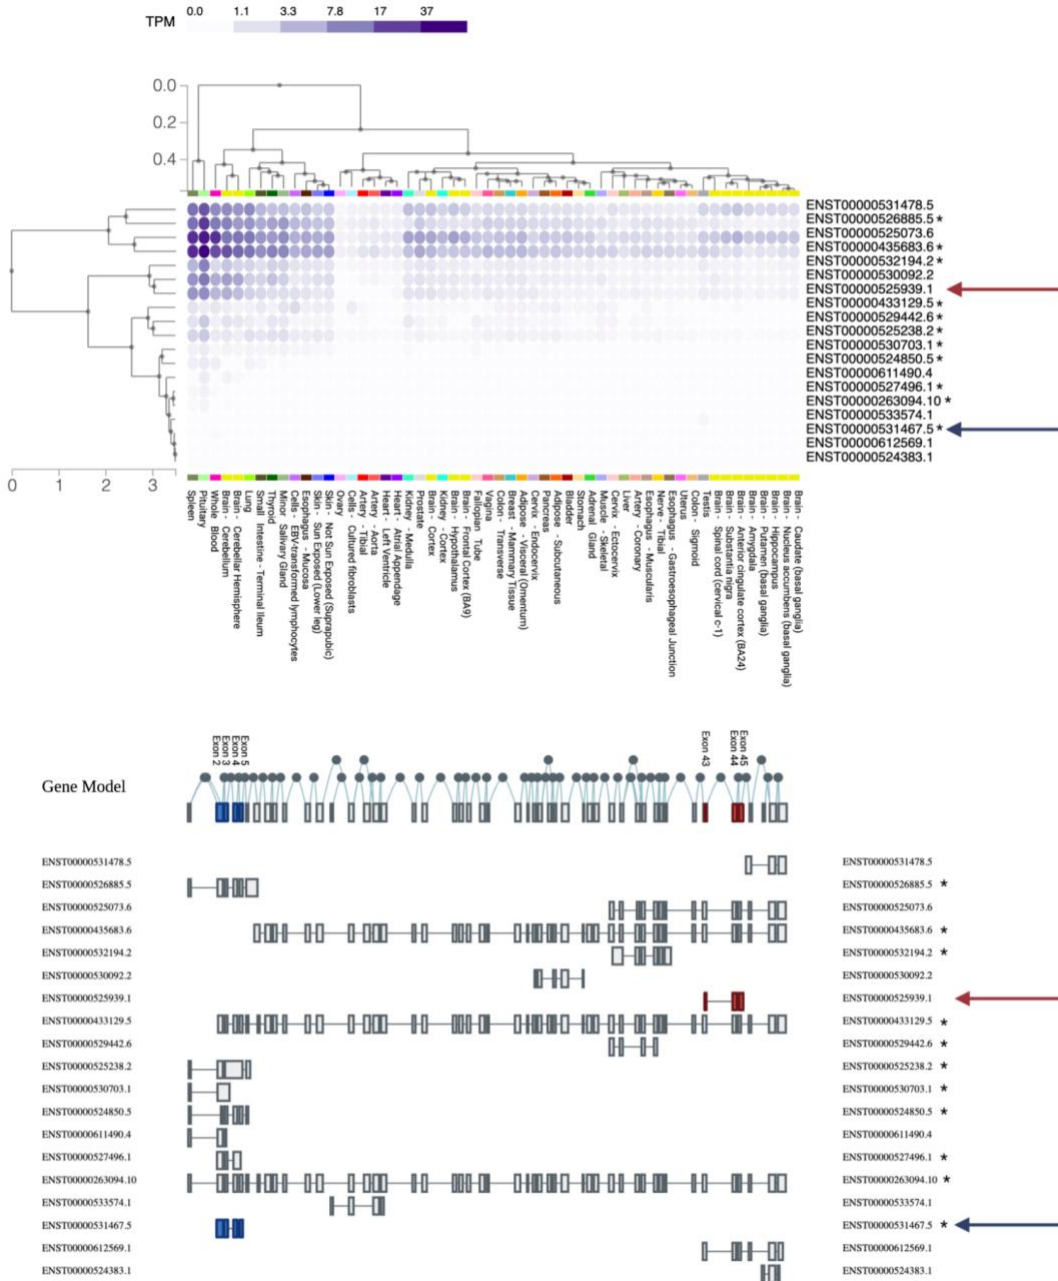 TPM
0.0 1.1 3.3 7.8 17 37
0.0
0.2
0.4
ENST00000531478.5
ENST00000526885.5 *
ENST00000525073.6
ENST00000435683.6 *
ENST00000532194.2 *
ENST00000530092.2
ENST00000525939.1
ENST00000433129.5 *
ENST00000529442.6 *
ENST00000525238.2 *
ENST00000530703.1 *
ENST00000524850.5 *
ENST00000611490.4
ENST00000527496.1 *
ENST00000263094.10 *
ENST00000533574.1
ENST00000531467.5 *
ENST00000612569.1
ENST00000524383.1
0 1 2 3
Spleen
Pituitary
Whole Blood
Brain - Cerebellum
Brain - Cerebellar Hemisphere
Lung
Small Intestine - Terminal Ileum
Thyroid
Minor Salivary Gland
Cells - EBV-transformed lymphocytes
Esophagus - Mucosa
Skin - Sun Exposed (Lower leg)
Skin - Not Sun Exposed (Suprapubic)
Ovary
Cells - Cultured fibroblasts
Artery - Tibial
Artery - Aorta
Heart - Left Ventricle
Heart - Atrial Appendage
Kidney - Medulla
Prostate
Brain - Cortex
Kidney - Cortex
Brain - Hypothalamus
Brain - Frontal Cortex (BA9)
Fallopian Tube
Vagina
Colon - Transverse
Breast - Mammary Tissue
Adipose - Visceral (Omentum)
Cervix - Endocervix
Pancreas
Adipose - Subcutaneous
Bladder
Stomach
Adrenal Gland
Muscle - Skeletal
Cervix - Ectocervix
Liver
Artery - Coronary
Esophagus - Muscularis
Nerve - Tibial
Esophagus - Gastroesophageal Junction
Uterus
Colon - Sigmoid
Testis
Brain - Spinal cord (cervical c-1)
Brain - Substantia nigra
Brain - Anterior cingulate cortex (BA24)
Brain - Amygdala
Brain - Putamen (basal ganglia)
Brain - Hippocampus
Brain - Nucleus accumbens (basal ganglia)
Brain - Caudate (basal ganglia)
Exon 2
Exon 3
Exon 4
Exon 5
Exon 43
Exon 44
Exon 45
Gene Model
ENST00000531478.5 ENST00000531478.5
ENST00000526885.5 ENST00000526885.5 *
ENST00000525073.6 ENST00000525073.6
ENST00000435683.6 ENST00000435683.6 *
ENST00000532194.2 ENST00000532194.2 *
ENST00000530092.2 ENST00000530092.2
ENST00000525939.1 ENST00000525939.1
ENST00000433129.5 ENST00000433129.5 *
ENST00000529442.6 ENST00000529442.6 *
ENST00000525238.2 ENST00000525238.2 *
ENST00000530703.1 ENST00000530703.1 *
ENST00000524850.5 ENST00000524850.5 *
ENST00000611490.4 ENST00000611490.4
ENST00000527496.1 ENST00000527496.1 *
ENST00000263094.10 ENST00000263094.10 *
ENST00000533574.1 ENST00000533574.1
ENST00000531467.5 ENST00000531467.5 *
ENST00000612569.1 ENST00000612569.1
ENST00000524383.1 ENST00000524383.1